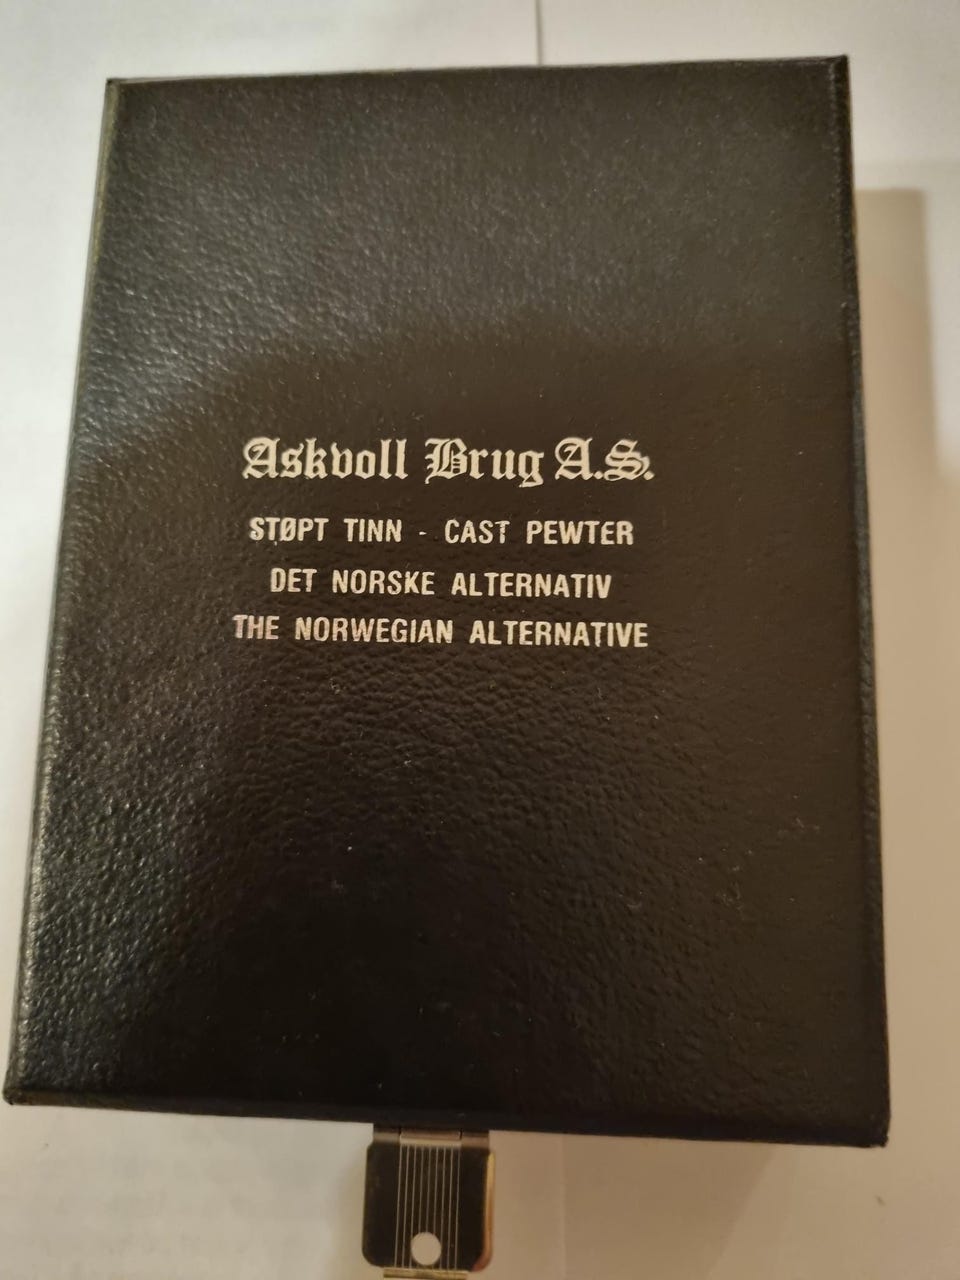 Askvoll Brug A.S.
STØPT TINN - CAST PEWTER
DET NORSKE ALTERNATIV
THE NORWEGIAN ALTERNATIVE